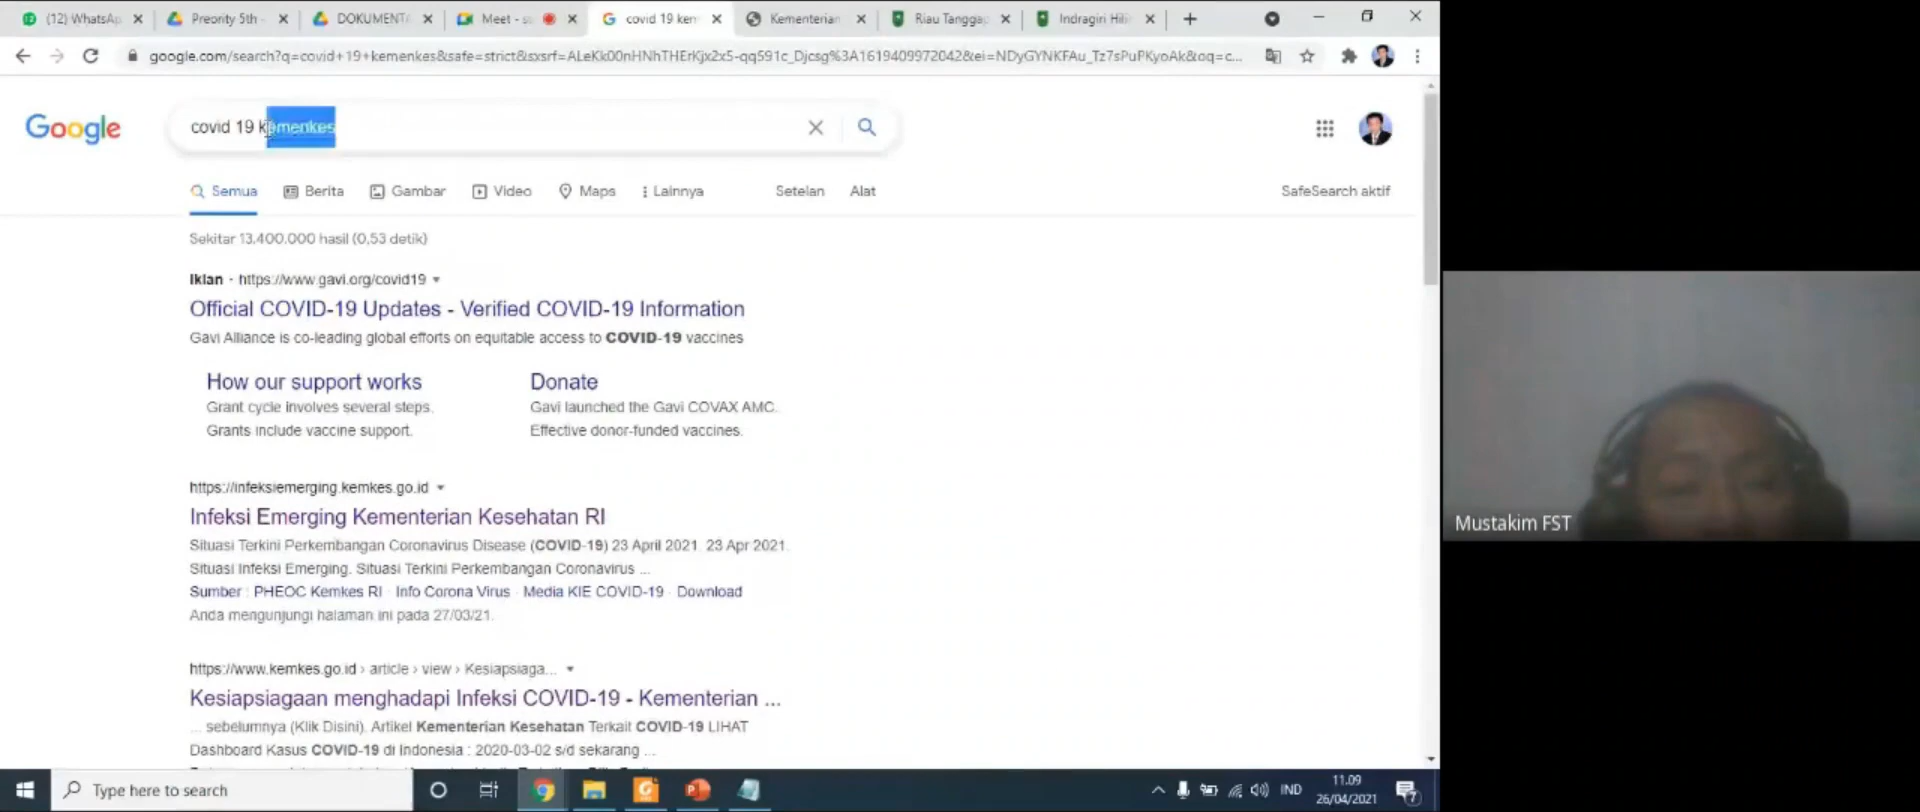 (12) WhatsAp
Preority 5th -
DOKUMENTA
Meet - s
covid 19 kem
Kementerian
Riau Tangga
Indragiri Hili
google.com/search?q=covid+19+kemenkes&safe=strict&sxsrf=ALeKk00nHNhTHErKjx2x5-qq591c_Djcsg%3A1619409972042&ei=NDyGYNKFAu_Tz7sPuPKyoAk&oq=c...
Google
covid 19 kemenkes
Semua
Berita
Gambar
Video
Maps
Lainnya
Setelan
Alat
SafeSearch aktif
Sekitar 13.400.000 hasil (0,53 detik)
Iklan - https://www.gavi.org/covid19
Official COVID-19 Updates - Verified COVID-19 Information
Gavi Alliance is co-leading global efforts on equitable access to COVID-19 vaccines
How our support works
Grant cycle involves several steps.
Grants include vaccine support.
Donate
Gavi launched the Gavi COVAX AMC.
Effective donor-funded vaccines.
https://infeksiemerging.kemkes.go.id
Infeksi Emerging Kementerian Kesehatan RI
Situasi Terkini Perkembangan Coronavirus Disease (COVID-19) 23 April 2021. 23 Apr 2021.
Situasi Infeksi Emerging. Situasi Terkini Perkembangan Coronavirus ...
Sumber : PHEOC Kemkes RI · Info Corona Virus · Media KIE COVID-19 · Download
Anda mengunjungi halaman ini pada 27/03/21.
https://www.kemkes.go.id › article › view › Kesiapsiaga...
Kesiapsiagaan menghadapi Infeksi COVID-19 - Kementerian ...
... sebelumnya (Klik Disini). Artikel Kementerian Kesehatan Terkait COVID-19 LIHAT
Dashboard Kasus COVID-19 di Indonesia : 2020-03-02 s/d sekarang ...
Mustakim FST
Type here to search
IND
11.09
26/04/2021
7